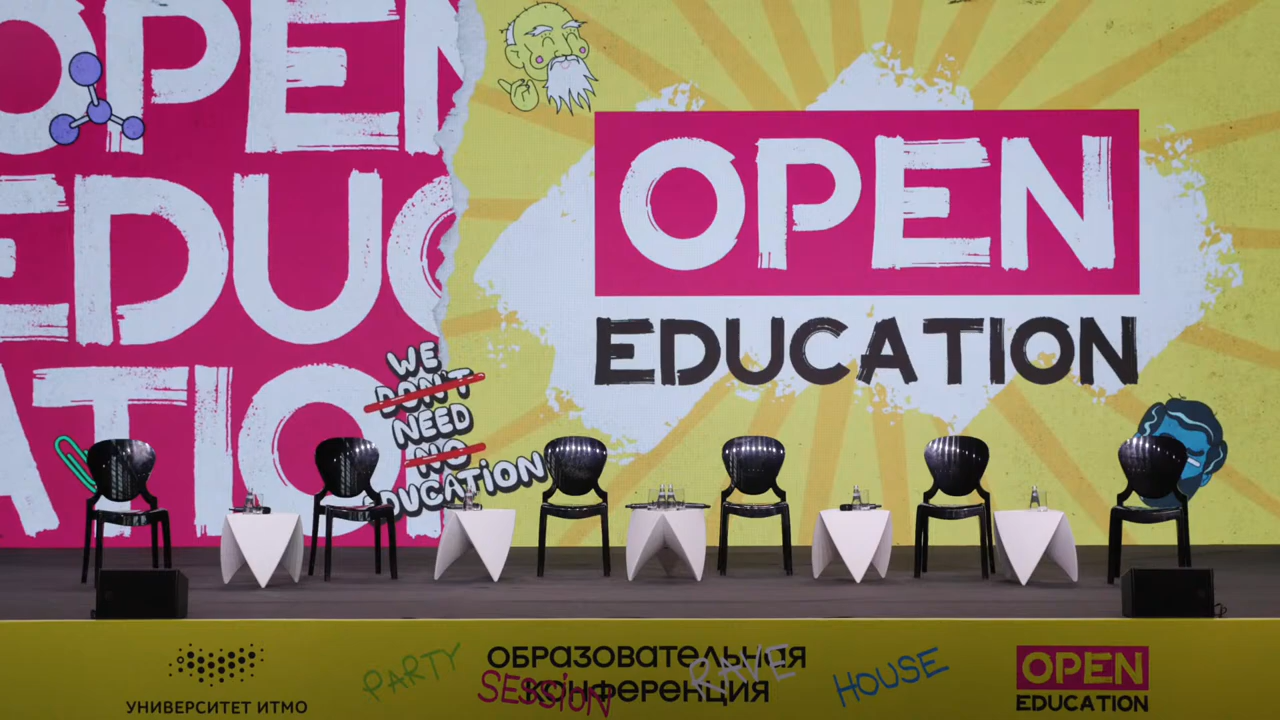 OPEN
EDUC
ATION
OPEN
EDUCATION
WE
DON'T
NEED
NO
EDUCATION
УНИВЕРСИТЕТ ИТМО
PARTY
ОБРАЗОВАТЕЛЬНАЯ
КОНФЕРЕНЦИЯ
SESSION
RAVE
HOUSE
OPEN
EDUCATION